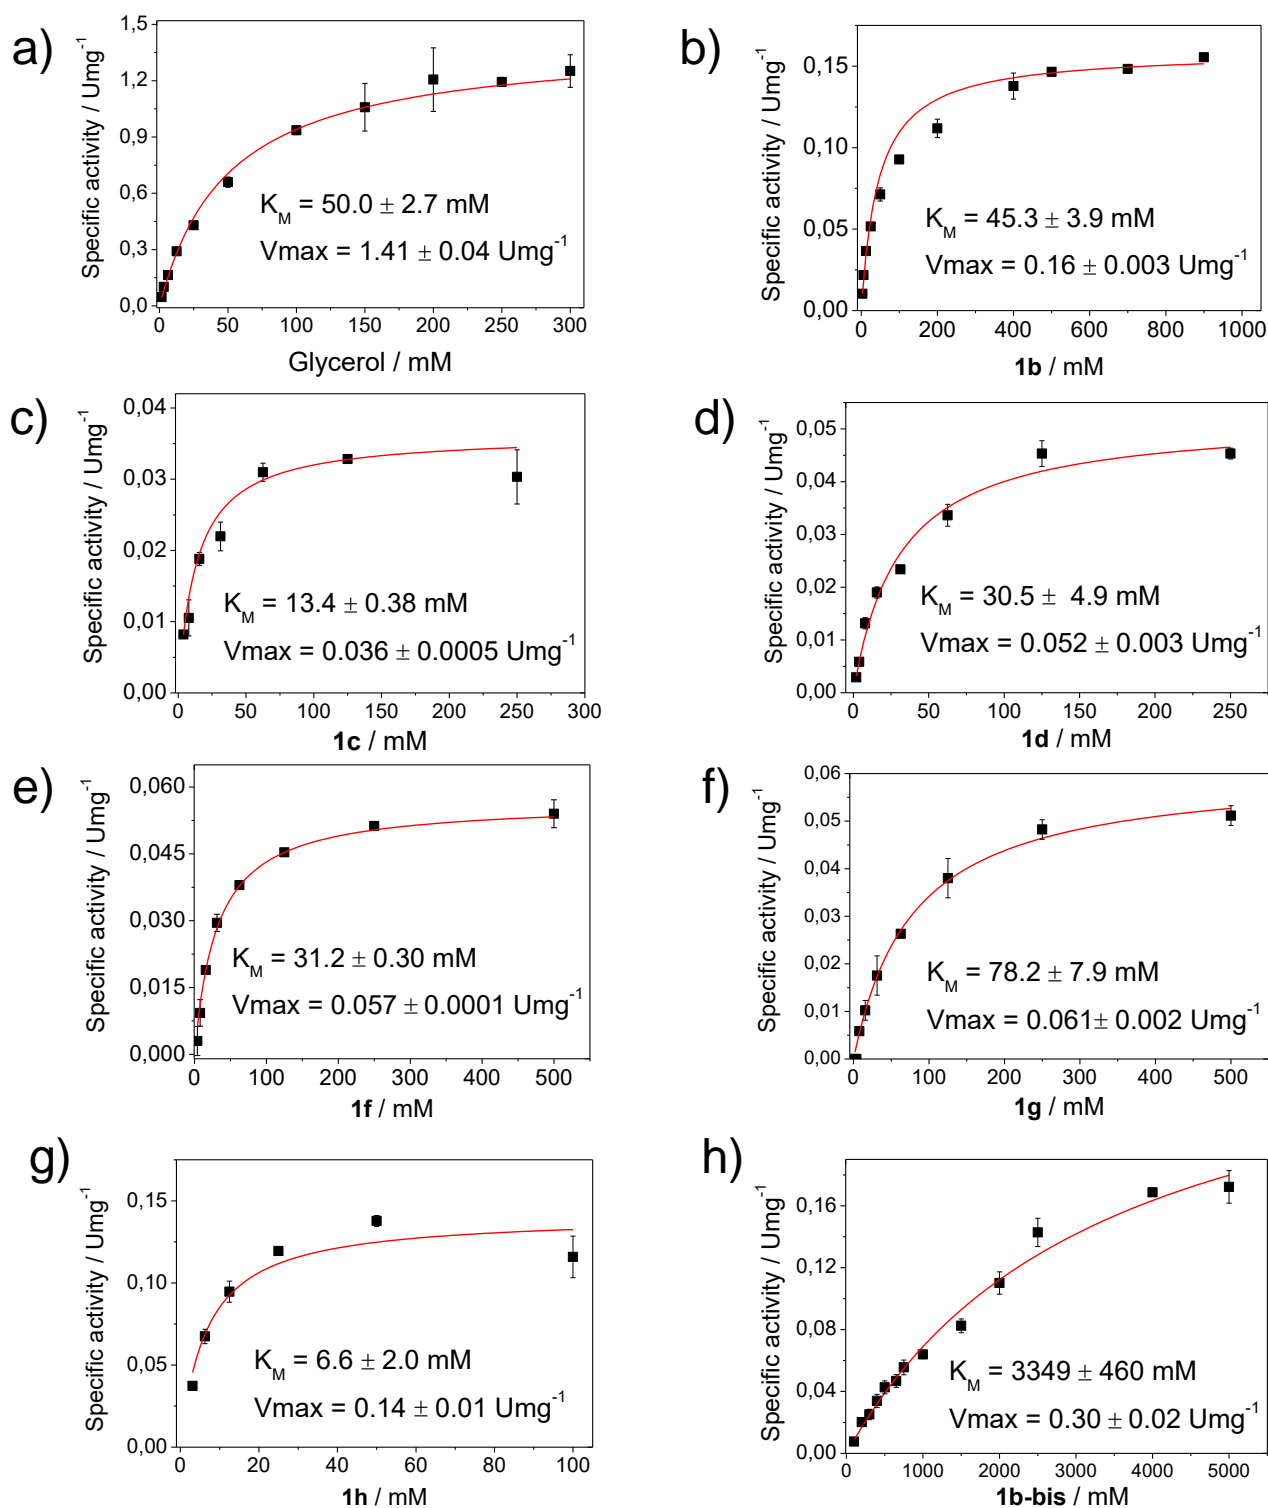 a)
1,5
1,2
0,9
0,6
0,3
0,0
Specific activity / Umg-1
K_M = 50.0 ± 2.7 mM
Vmax = 1.41 ± 0.04 Umg-1
0 50 100 150 200 250 300
Glycerol / mM
b)
0,15
0,10
0,05
0,00
Specific activity / Umg-1
K_M = 45.3 ± 3.9 mM
Vmax = 0.16 ± 0.003 Umg-1
0 200 400 600 800 1000
1b / mM
c)
0,04
0,03
0,02
0,01
0,00
Specific activity / Umg-1
K_M = 13.4 ± 0.38 mM
Vmax = 0.036 ± 0.0005 Umg-1
0 50 100 150 200 250 300
1c / mM
d)
0,05
0,04
0,03
0,02
0,01
0,00
Specific activity / Umg-1
K_M = 30.5 ± 4.9 mM
Vmax = 0.052 ± 0.003 Umg-1
0 50 100 150 200 250
1d / mM
e)
0,060
0,045
0,030
0,015
0,000
Specific activity / Umg-1
K_M = 31.2 ± 0.30 mM
Vmax = 0.057 ± 0.0001 Umg-1
0 100 200 300 400 500
1f / mM
f)
0,06
0,05
0,04
0,03
0,02
0,01
0,00
Specific activity / Umg-1
K_M = 78.2 ± 7.9 mM
Vmax = 0.061± 0.002 Umg-1
0 100 200 300 400 500
1g / mM
g)
0,15
0,10
0,05
0,00
Specific activity / Umg-1
K_M = 6.6 ± 2.0 mM
Vmax = 0.14 ± 0.01 Umg-1
0 20 40 60 80 100
1h / mM
h)
0,16
0,12
0,08
0,04
0,00
Specific activity / Umg-1
K_M = 3349 ± 460 mM
Vmax = 0.30 ± 0.02 Umg-1
0 1000 2000 3000 4000 5000
1b-bis / mM